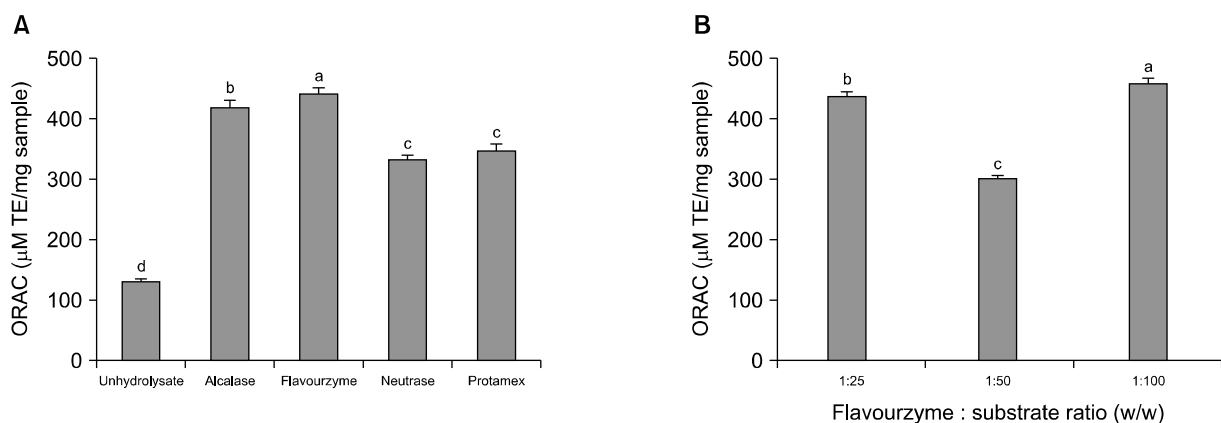 A
ORAC (μM TE/mg sample)
500
400
300
200
100
0
d
b
a
c
c
Unhydrolysate Alcalase Flavourzyme Neutrase Protamex
B
ORAC (μM TE/mg sample)
500
400
300
200
100
0
b
c
a
1:25 1:50 1:100
Flavourzyme : substrate ratio (w/w)